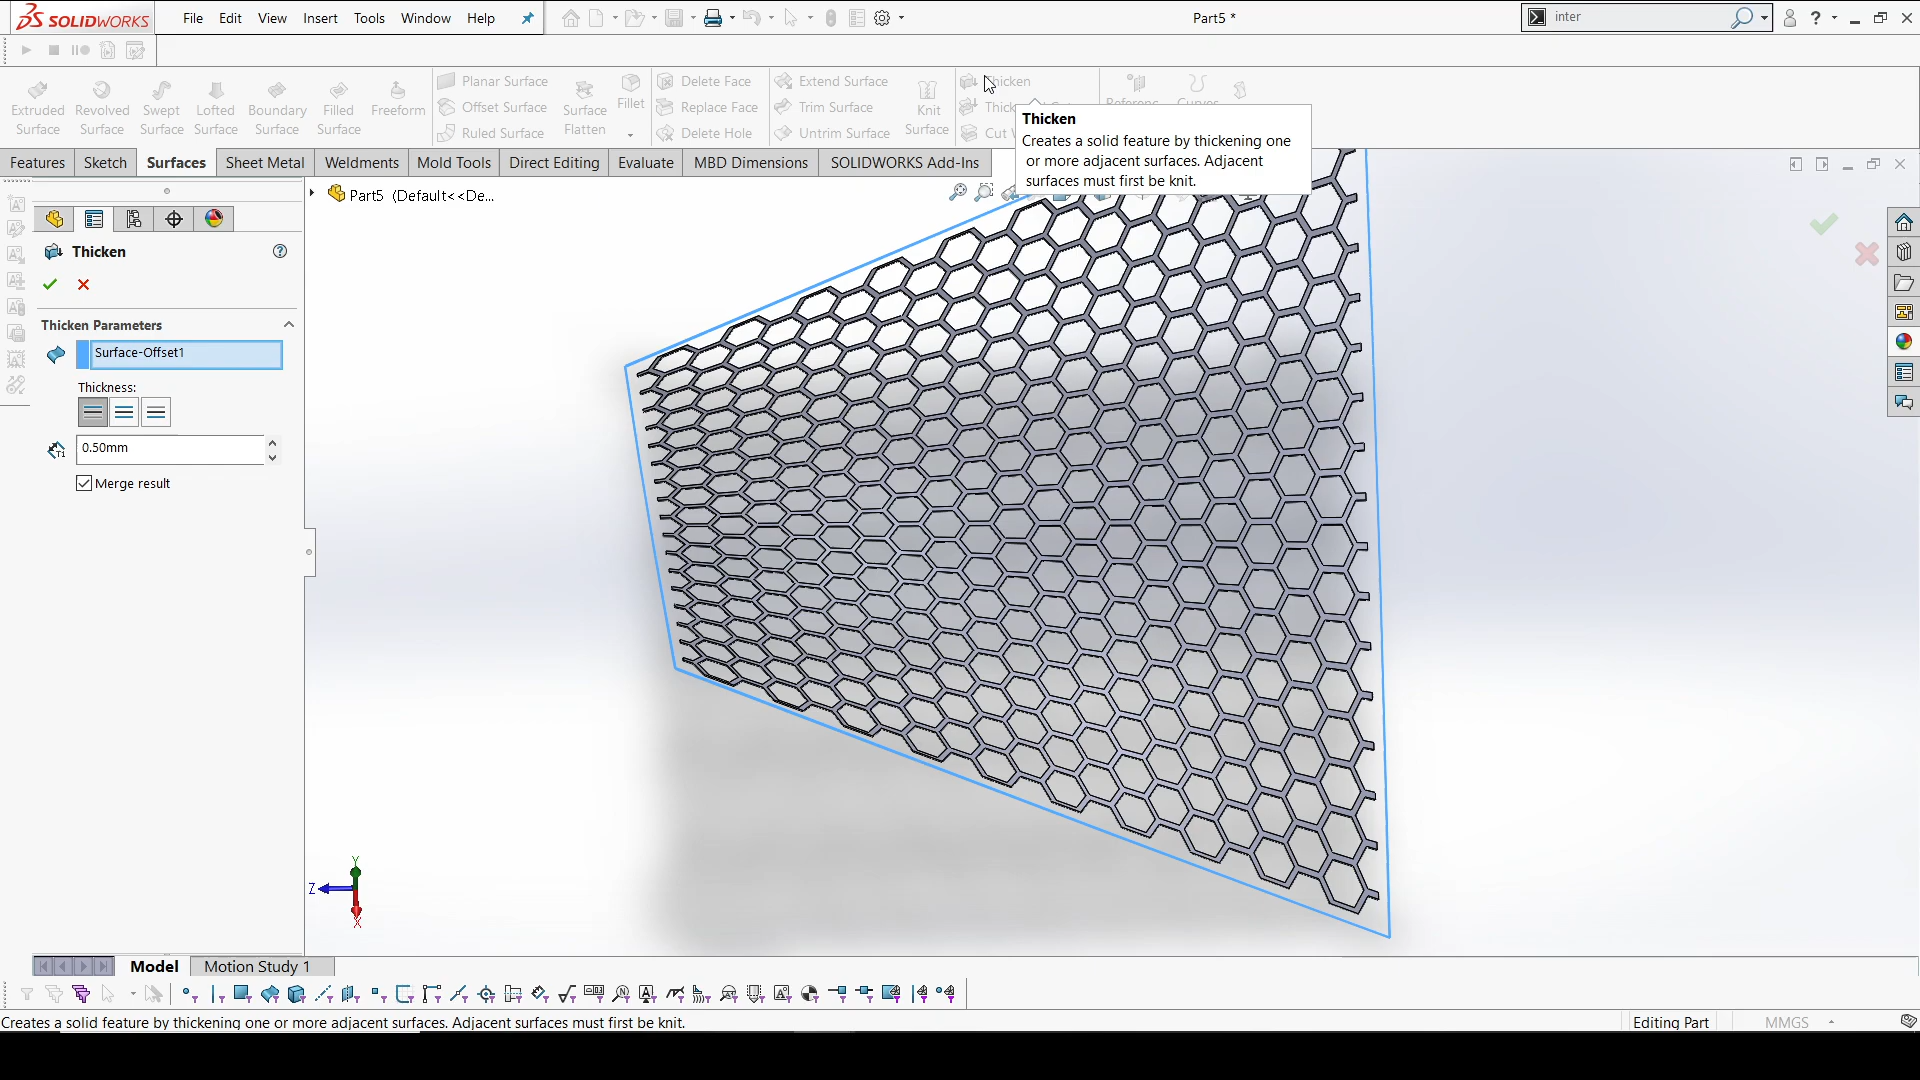 SOLIDWORKS
File Edit View Insert Tools Window Help
Part5 *
inter
Extruded Surface
Revolved Surface
Swept Surface
Lofted Surface
Boundary Surface
Filled Surface
Freeform
Planar Surface
Offset Surface
Ruled Surface
Surface Flatten
Fillet
Delete Face
Replace Face
Delete Hole
Extend Surface
Trim Surface
Untrim Surface
Knit Surface
Thicken
Thicken
Creates a solid feature by thickening one
or more adjacent surfaces. Adjacent
surfaces must first be knit.
Features Sketch Surfaces Sheet Metal Weldments Mold Tools Direct Editing Evaluate MBD Dimensions SOLIDWORKS Add-Ins
Part5 (Default<<De...
Thicken
Thicken Parameters
Surface-Offset1
Thickness:
0.50mm
Merge result
Y
Z
X
Model Motion Study 1
Creates a solid feature by thickening one or more adjacent surfaces. Adjacent surfaces must first be knit.
Editing Part MMGS